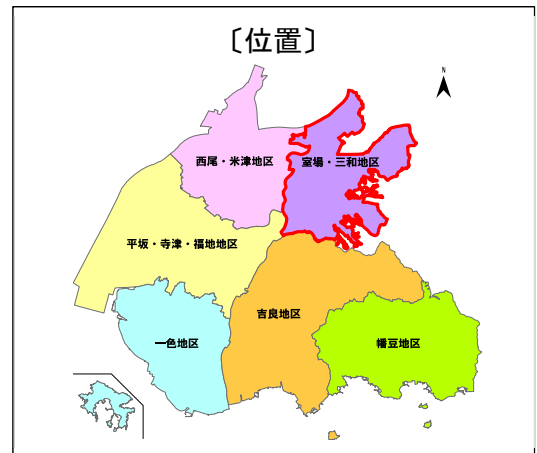 〔位置〕
N
西尾・米津地区
室場・三和地区
平坂・寺津・福地地区
吉良地区
一色地区
幡豆地区